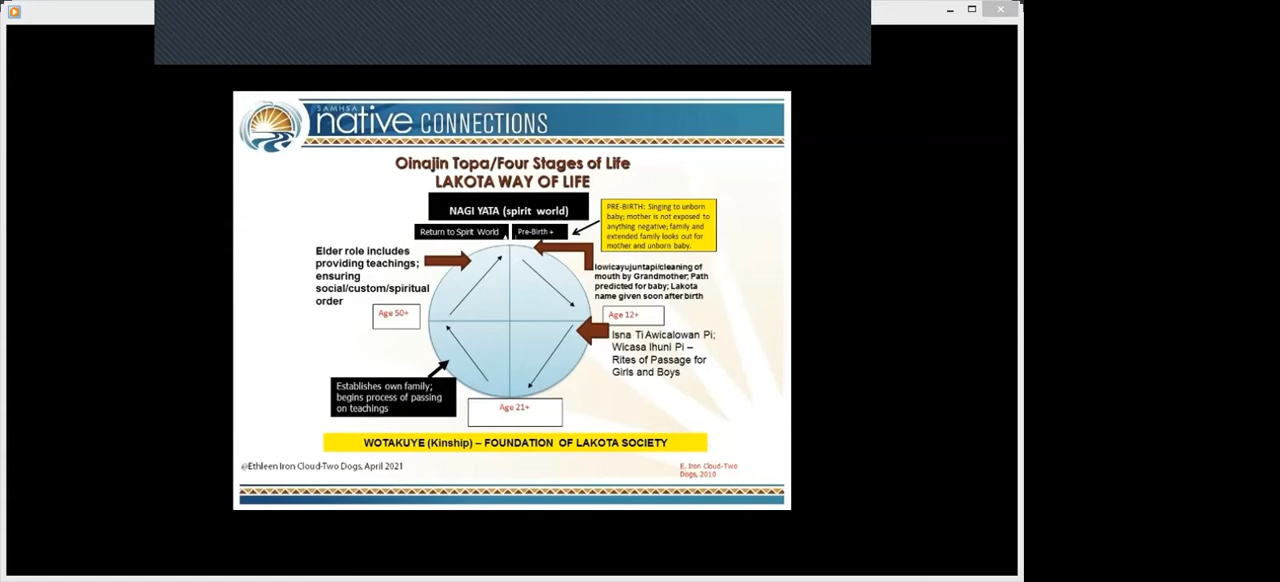 SAMHSA
native CONNECTIONS
Oinajin Topa/Four Stages of Life
LAKOTA WAY OF LIFE
NAGI YATA (spirit world)
Return to Spirit World
Pre-Birth +
PRE-BIRTH: Singing to unborn
baby; mother is not exposed to
anything negative; family and
extended family looks out for
mother and unborn baby.
Elder role includes
providing teachings;
ensuring
social/custom/spiritual
order
Iowicayujuntapi/cleaning of
mouth by Grandmother; Path
predicted for baby; Lakota
name given soon after birth
Age 50+
Age 12+
Isna Ti Awicalowan Pi;
Wicasa Ihuni Pi –
Rites of Passage for
Girls and Boys
Establishes own family;
begins process of passing
on teachings
Age 21+
WOTAKUYE (Kinship) – FOUNDATION OF LAKOTA SOCIETY
@Ethleen Iron Cloud-Two Dogs, April 2021
E. Iron Cloud-Two
Dogs, 2010